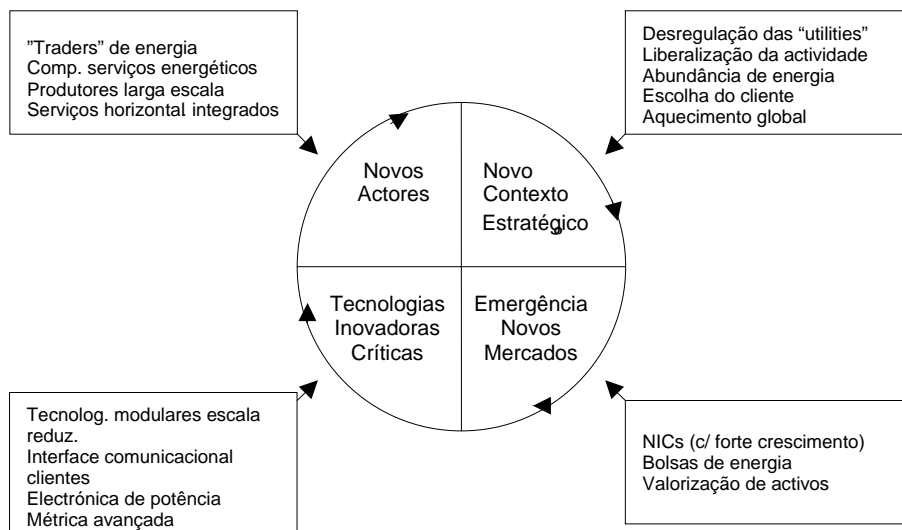 ”Traders” de energia
Comp. serviços energéticos
Produtores larga escala
Serviços horizontal. integrados
Desregulação das “utilities”
Liberalização da actividade
Abundância de energia
Escolha do cliente
Aquecimento global
Novos
Actores
Novo
Contexto
Estratégico
Tecnologias
Inovadoras
Críticas
Emergência
Novos
Mercados
Tecnolog. modulares escala
reduz.
Interface comunicacional
clientes
Electrónica de potência
Métrica avançada
NICs (c/ forte crescimento)
Bolsas de energia
Valorização de activos